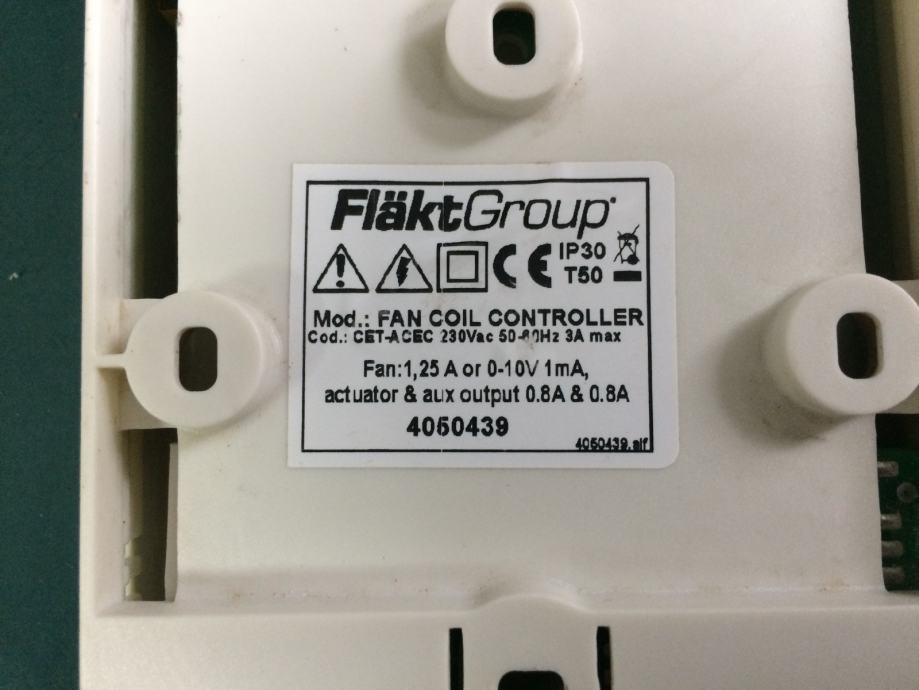 FläktGroup
IP30
T50
Mod.: FAN COIL CONTROLLER
Cod.: CET-ACEC 230Vac 50-60Hz 3A max
Fan:1,25 A or 0-10V 1mA,
actuator & aux output 0.8A & 0.8A
4050439
4050439.alf